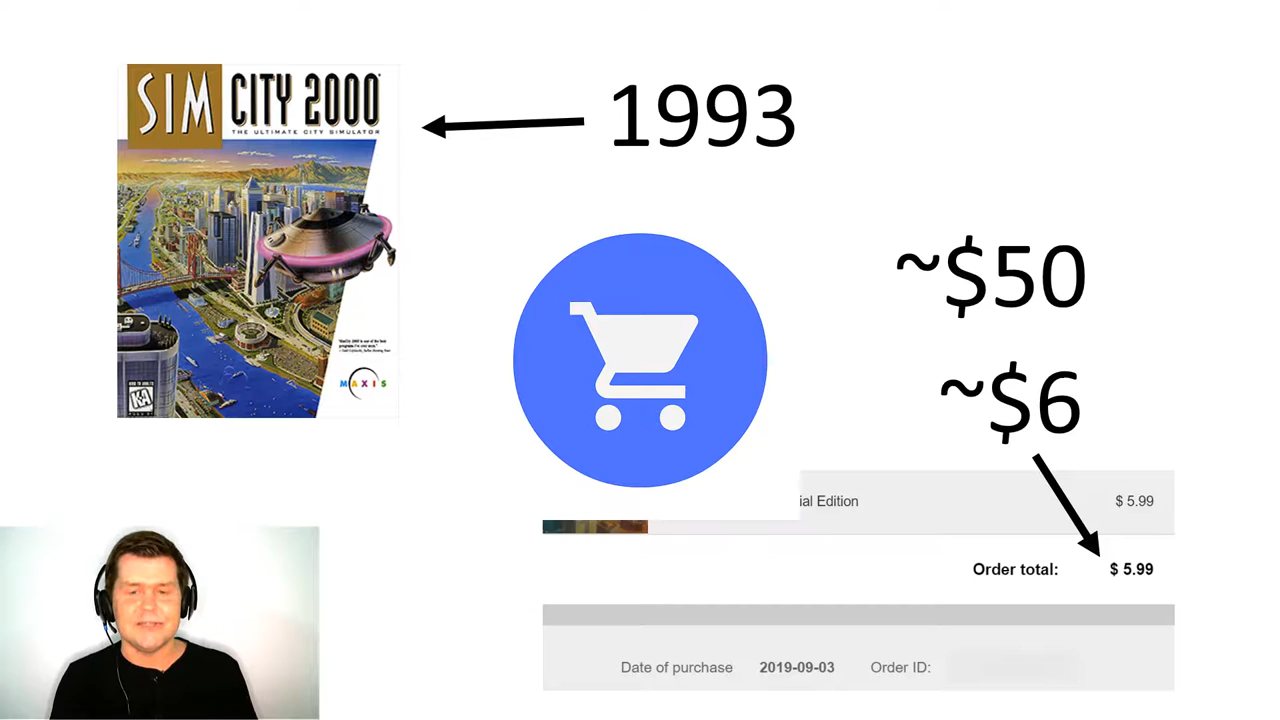 SIM CITY 2000
THE ULTIMATE CITY SIMULATOR
1993
MAXIS
KA
~$50
~$6
ial Edition $ 5.99
Order total: $ 5.99
Date of purchase 2019-09-03 Order ID: